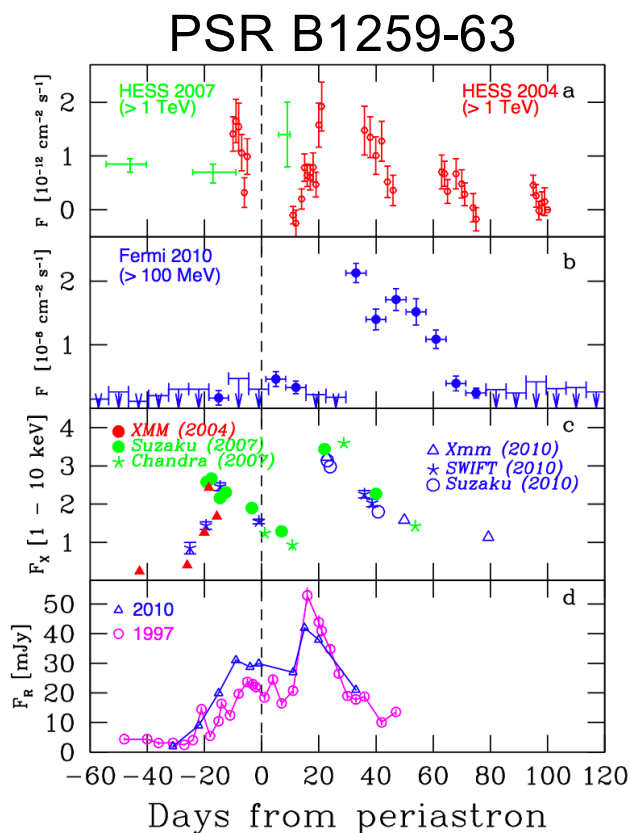 PSR B1259-63
HESS 2007
(> 1 TeV)
HESS 2004
(> 1 TeV)
a
F [10⁻¹² cm⁻² s⁻¹]
2
1
0
Fermi 2010
(> 100 MeV)
b
F [10⁻⁶ cm⁻² s⁻¹]
2
1
XMM (2004)
Suzaku (2007)
Chandra (2007)
c
Xmm (2010)
SWIFT (2010)
Suzaku (2010)
F_X [1 – 10 keV]
4
3
2
1
2010
1997
d
F_R [mJy]
50
40
30
20
10
0
−60 −40 −20 0 20 40 60 80 100 120
Days from periastron